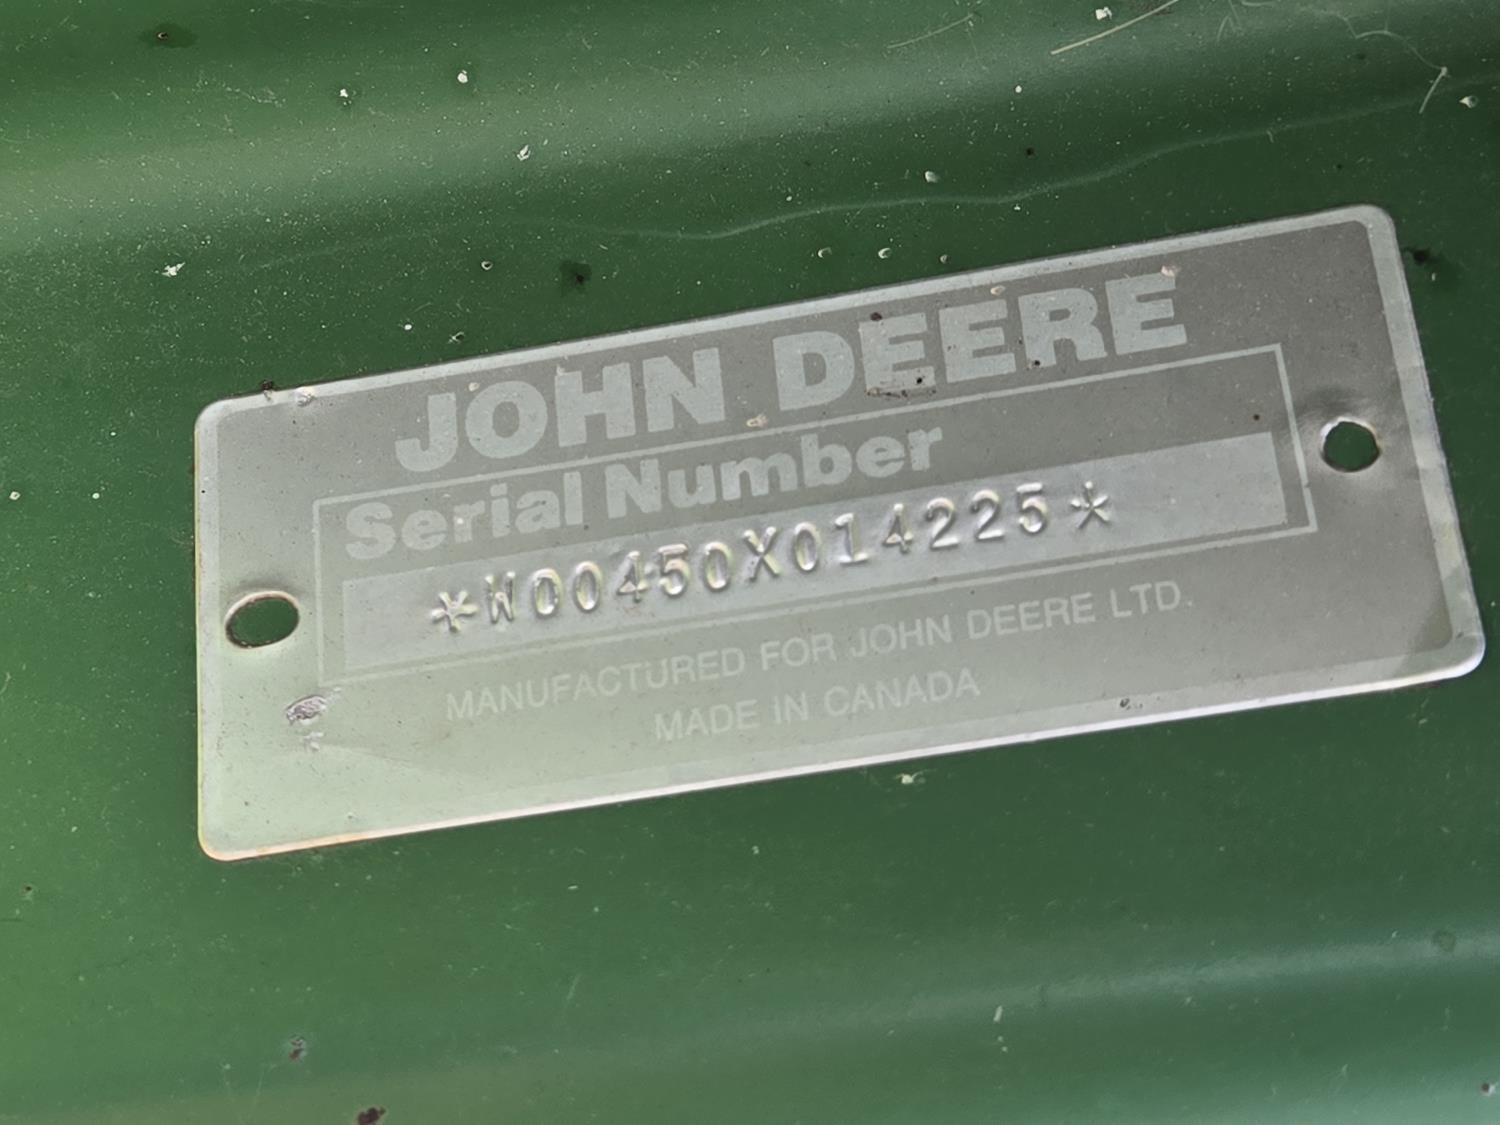 JOHN DEERE
Serial Number
*W00450X014225*
MANUFACTURED FOR JOHN DEERE LTD.
MADE IN CANADA